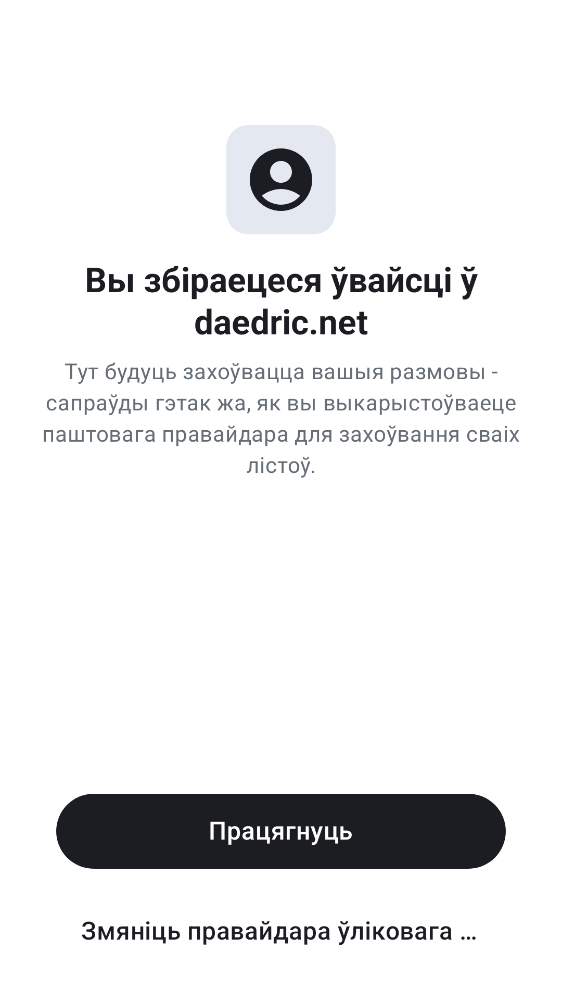 Вы збіраецеся ўвайсці ў
daedric.net
Тут будуць захоўвацца вашыя размовы -
сапраўды гэтак жа, як вы выкарыстоўваеце
паштовага правайдара для захоўвання сваіх
лістоў.
Працягнуць
Змяніць правайдара ўліковага ...